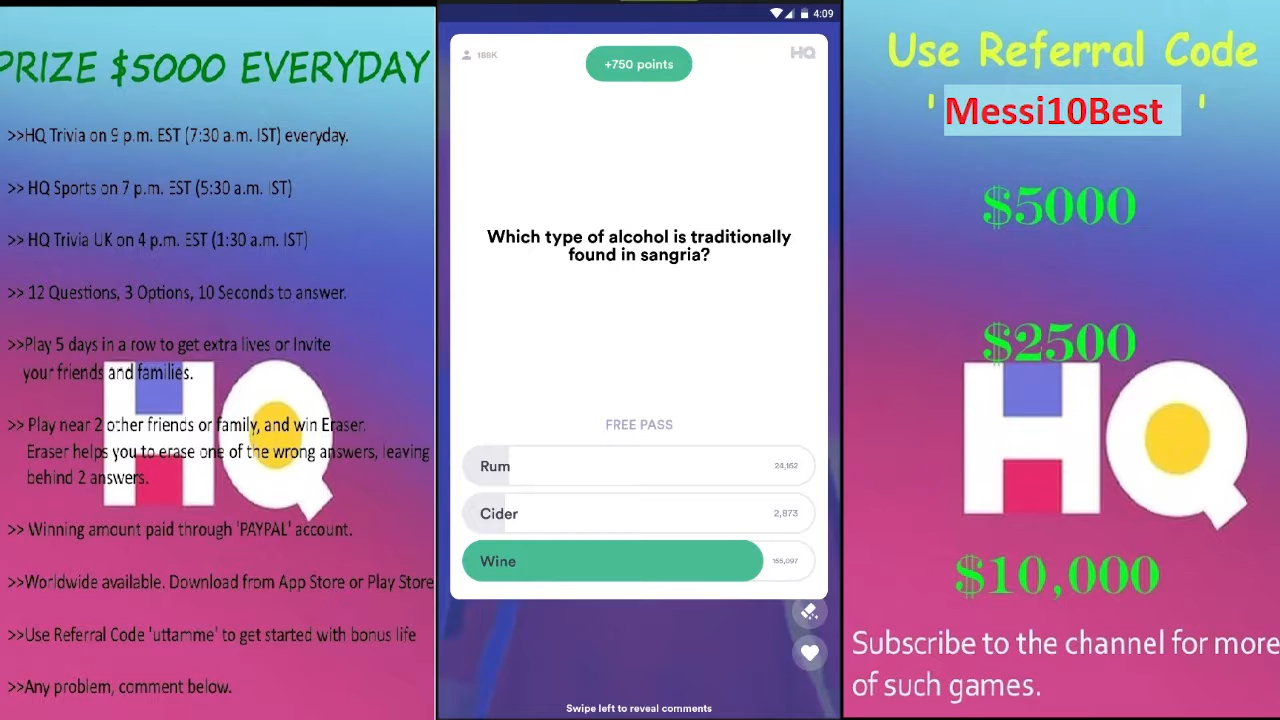 PRIZE $5000 EVERYDAY
>>HQ Trivia on 9 p.m. EST (7:30 a.m. IST) everyday.
>> HQ Sports on 7 p.m. EST (5:30 a.m. IST)
>> HQ Trivia UK on 4 p.m. EST (1:30 a.m. IST)
>> 12 Questions, 3 Options, 10 Seconds to answer.
>>Play 5 days in a row to get extra lives or Invite
your friends and families.
>> Play near 2 other friends or family, and win Eraser.
Eraser helps you to erase one of the wrong answers, leaving
behind 2 answers.
>> Winning amount paid through 'PAYPAL' account.
>>Worldwide available. Download from App Store or Play Store
>>Use Referral Code 'uttamme' to get started with bonus life
>>Any problem, comment below.
HQ
4:09
188K
+750 points
HQ
Which type of alcohol is traditionally
found in sangria?
FREE PASS
Rum 24,162
Cider 2,873
Wine
Swipe left to reveal comments
Use Referral Code
' Messi10Best '
$5000
$2500
HQ
$10,000
Subscribe to the channel for more
of such games.